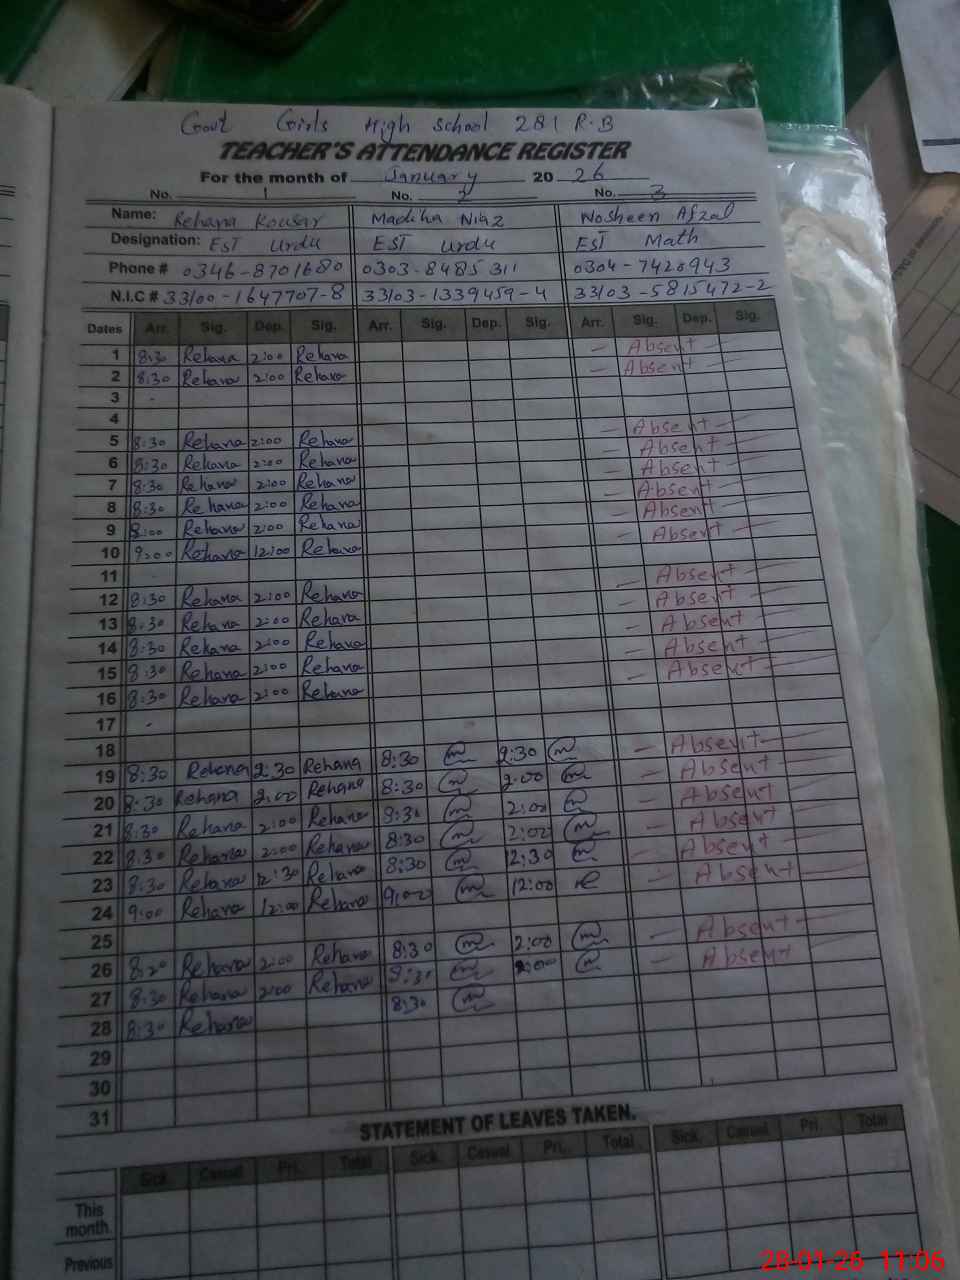 Govt Girls High School 281 R.B
TEACHER'S ATTENDANCE REGISTER
For the month of January 2026
No. 1 No. 2 No. 3
Name: Rehana Kousar Madiha Niaz Nosheen Afzal
Designation: EST Urdu EST Urdu EST Math
Phone # 0346-8701680 0303-8485311 0304-7420943
N.I.C # 33100-1647707-8 33103-1339459-4 33103-5815472-2
Dates Arr. Sig. Dep. Sig. Arr. Sig. Dep. Sig. Arr. Sig. Dep. Sig.
1 8:30 Rehana 2:00 Rehana - Absent -
2 8:30 Rehana 2:00 Rehana - Absent -
3 -
4
5 8:30 Rehana 2:00 Rehana - Absent -
6 8:30 Rehana 2:00 Rehana - Absent -
7 8:30 Rehana 2:00 Rehana - Absent -
8 8:30 Rehana 2:00 Rehana - Absent -
9 8:00 Rehana 2:00 Rehana - Absent -
10 9:00 Rehana 12:00 Rehana - Absent -
11 -
12 8:30 Rehana 2:00 Rehana - Absent -
13 8:30 Rehana 2:00 Rehana - Absent -
14 8:30 Rehana 2:00 Rehana - Absent -
15 8:30 Rehana 2:00 Rehana - Absent -
16 8:30 Rehana 2:00 Rehana - Absent -
17 -
18
19 8:30 Rehana 2:30 Rehana 8:30 2:30 - Absent -
20 8:30 Rehana 2:00 Rehana 8:30 2:00 - Absent -
21 8:30 Rehana 2:00 Rehana 8:30 2:00 - Absent -
22 8:30 Rehana 2:00 Rehana 8:30 2:00 - Absent -
23 8:30 Rehana 12:30 Rehana 8:30 12:30 - Absent -
24 9:00 Rehana 12:00 Rehana 9:00 12:00 - Absent -
25
26 8:20 Rehana 2:00 Rehana 8:30 2:00 - Absent -
27 8:30 Rehana 2:00 Rehana 8:30 2:00 - Absent -
28 8:30 Rehana 8:30
29
30
31
STATEMENT OF LEAVES TAKEN.
Sick. Casual Pri. Total Sick. Casual Pri. Total Sick. Casual Pri. Total
This month.
Previous
28-01-26 11:06